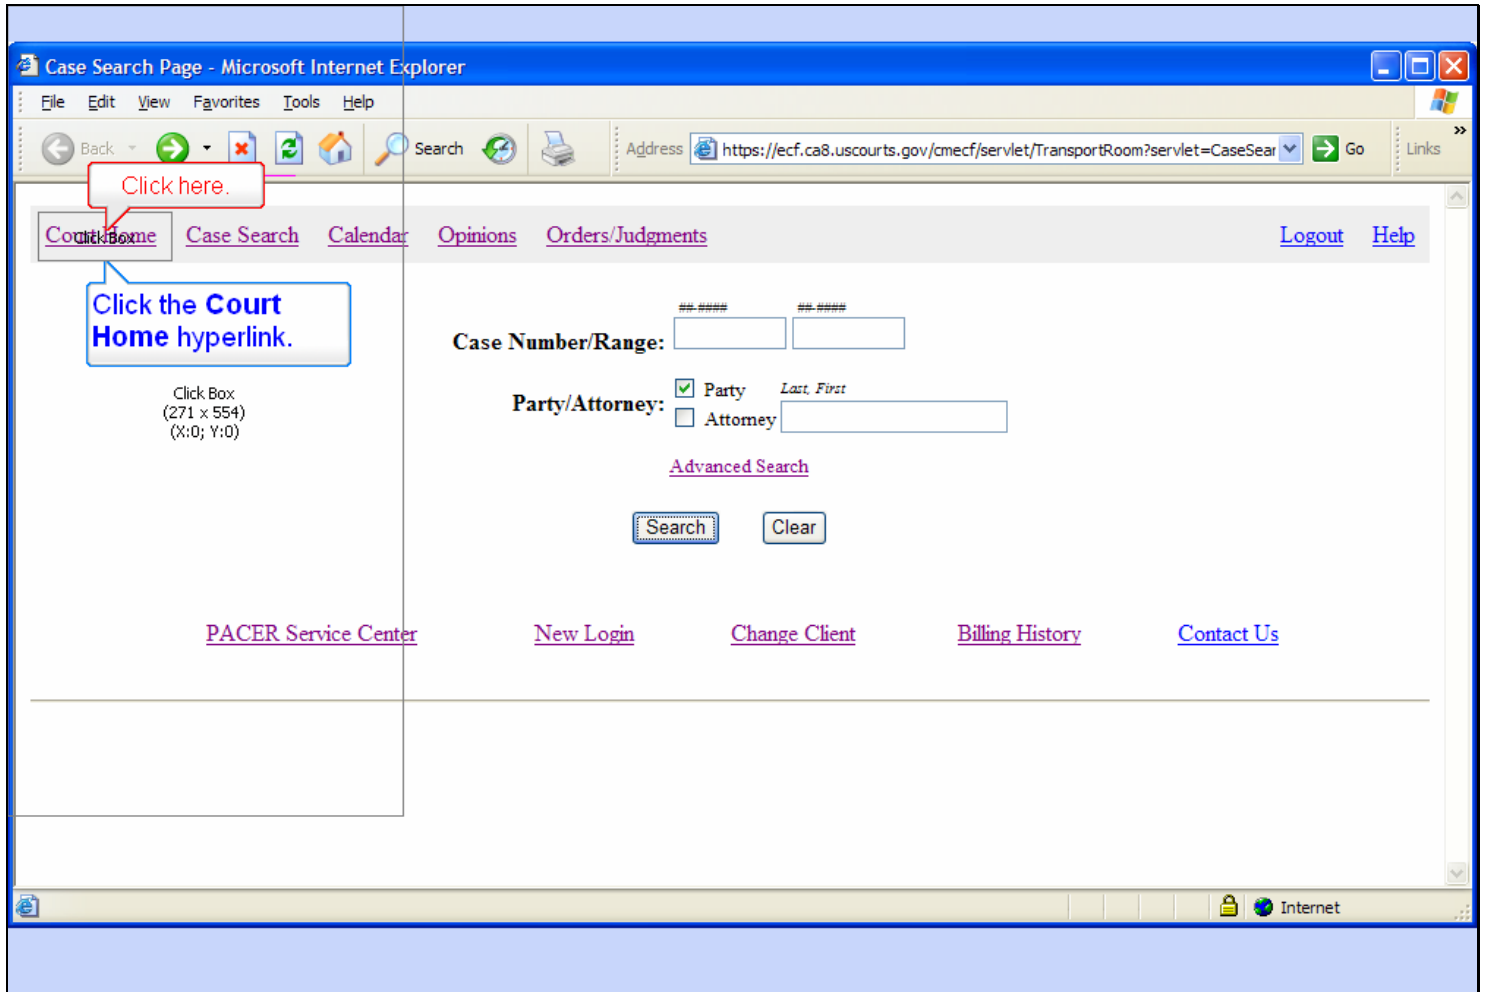 Case Search Page - Microsoft Internet Explorer
File Edit View Favorites Tools Help
Back Search Address https://ecf.ca8.uscourts.gov/cmecf/servlet/TransportRoom?servlet=CaseSear Go Links »
Click here.
Court Home Case Search Calendar Opinions Orders/Judgments Logout Help
Click Box
Click the Court
Home hyperlink.
##-#### ##-####
Case Number/Range:
Click Box
(271 x 554)
(X:0; Y:0)
Party Last, First
Party/Attorney:
Attorney
Advanced Search
Search Clear
PACER Service Center New Login Change Client Billing History Contact Us
Internet